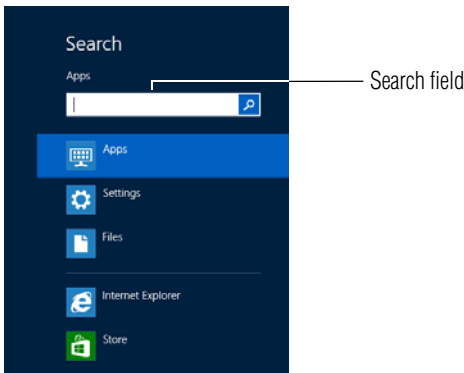 Search
Apps
Search field
Apps
Settings
Files
Internet Explorer
Store